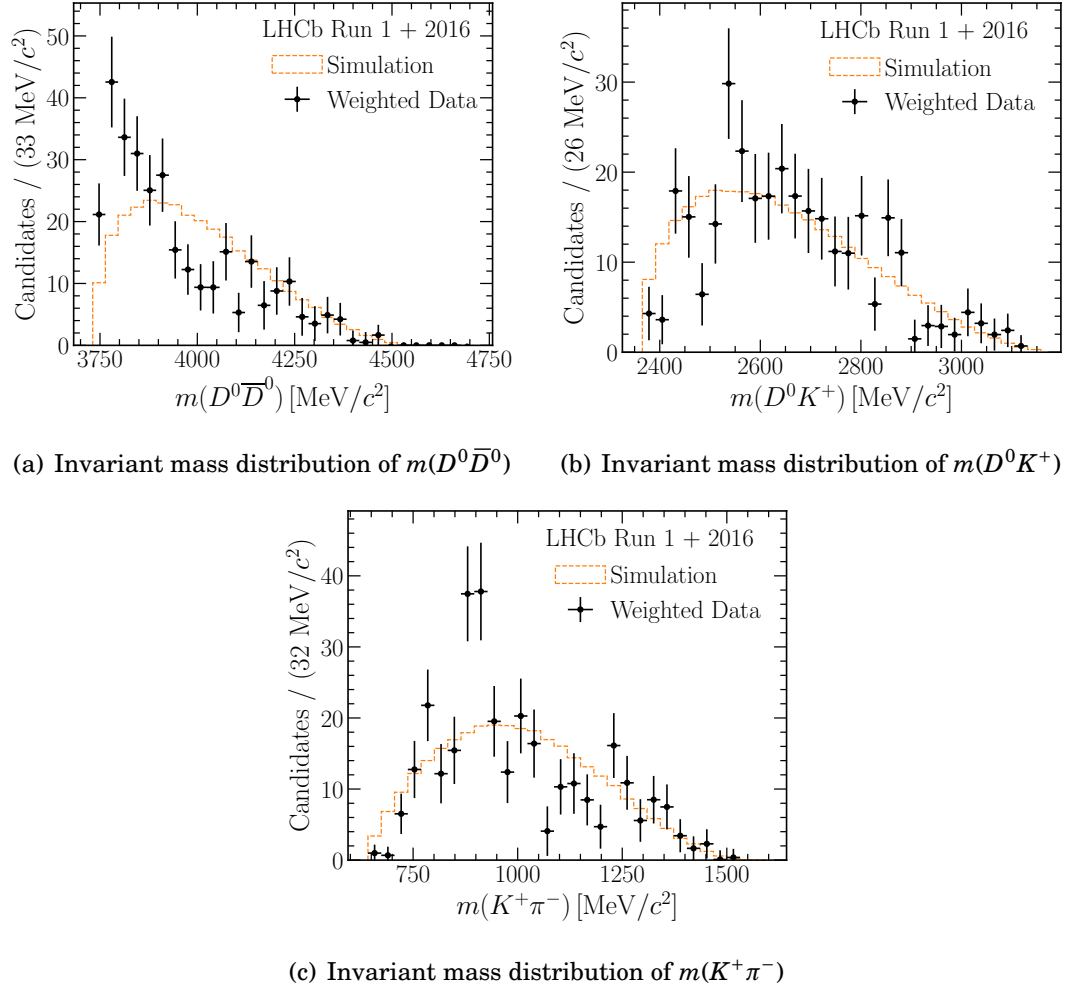 LHCb Run 1 + 2016
Simulation
Weighted Data
Candidates / (33 MeV/c²)
50
40
30
20
10
0
3750 4000 4250 4500 4750
m(D⁰D̅⁰) [MeV/c²]
(a) Invariant mass distribution of m(D⁰D̅⁰)
LHCb Run 1 + 2016
Simulation
Weighted Data
Candidates / (26 MeV/c²)
30
20
10
0
2400 2600 2800 3000
m(D⁰K⁺) [MeV/c²]
(b) Invariant mass distribution of m(D⁰K⁺)
LHCb Run 1 + 2016
Simulation
Weighted Data
Candidates / (32 MeV/c²)
40
30
20
10
0
750 1000 1250 1500
m(K⁺π⁻) [MeV/c²]
(c) Invariant mass distribution of m(K⁺π⁻)